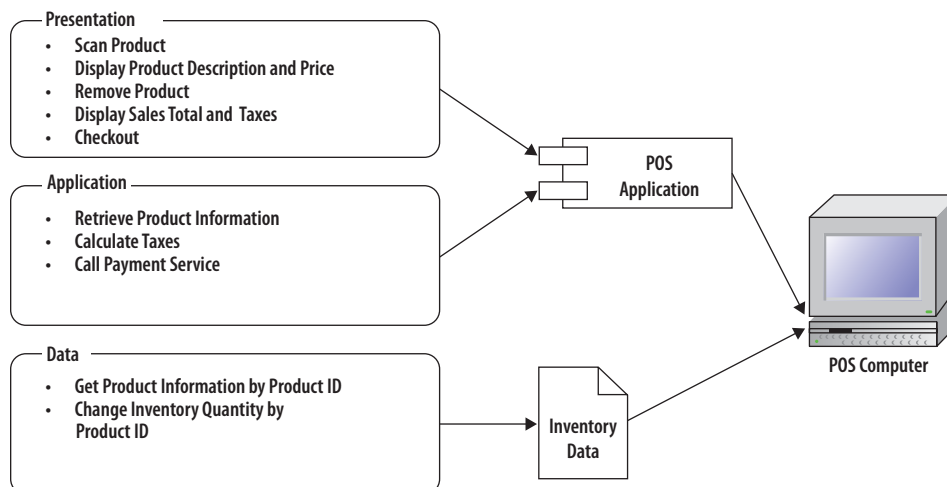 Presentation
• Scan Product
• Display Product Description and Price
• Remove Product
• Display Sales Total and Taxes
• Checkout
Application
• Retrieve Product Information
• Calculate Taxes
• Call Payment Service
Data
• Get Product Information by Product ID
• Change Inventory Quantity by
Product ID
POS
Application
Inventory
Data
POS Computer